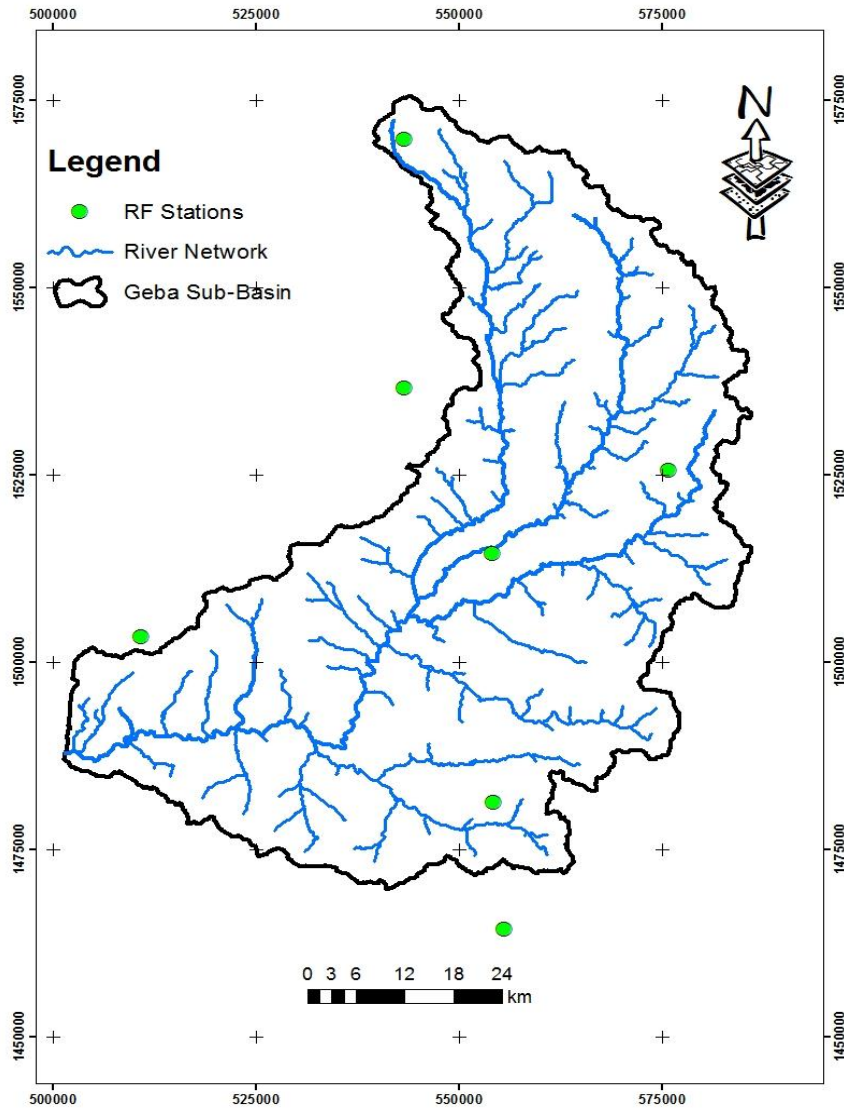 500000 525000 550000 575000
1575000 1575000
N
Legend
RF Stations
River Network
Geba Sub-Basin
1550000 1550000
1525000 1525000
1500000 1500000
1475000 1475000
0 3 6 12 18 24
km
1450000 1450000
500000 525000 550000 575000